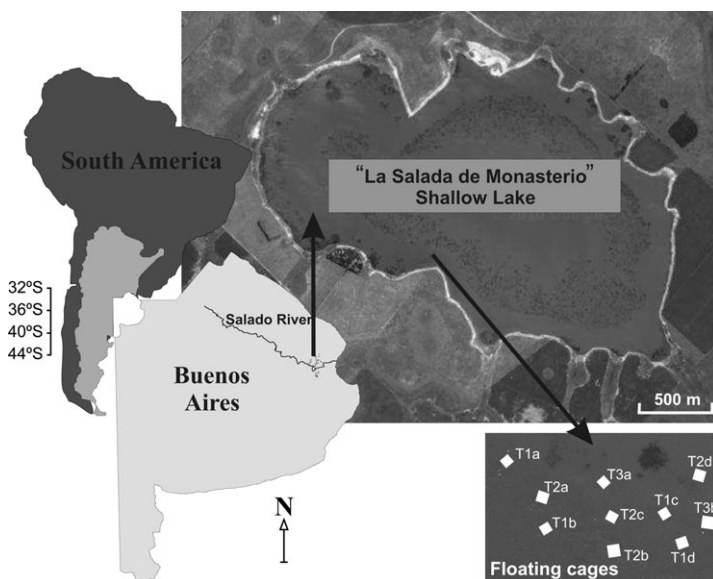 South America
"La Salada de Monasterio"
Shallow Lake
32ºS
36ºS
40ºS
44ºS
Salado River
Buenos
Aires
500 m
N
T1a
T2d
T3a
T2a
T1c
T3b
T2c
T1b
T1d
T2b
Floating cages